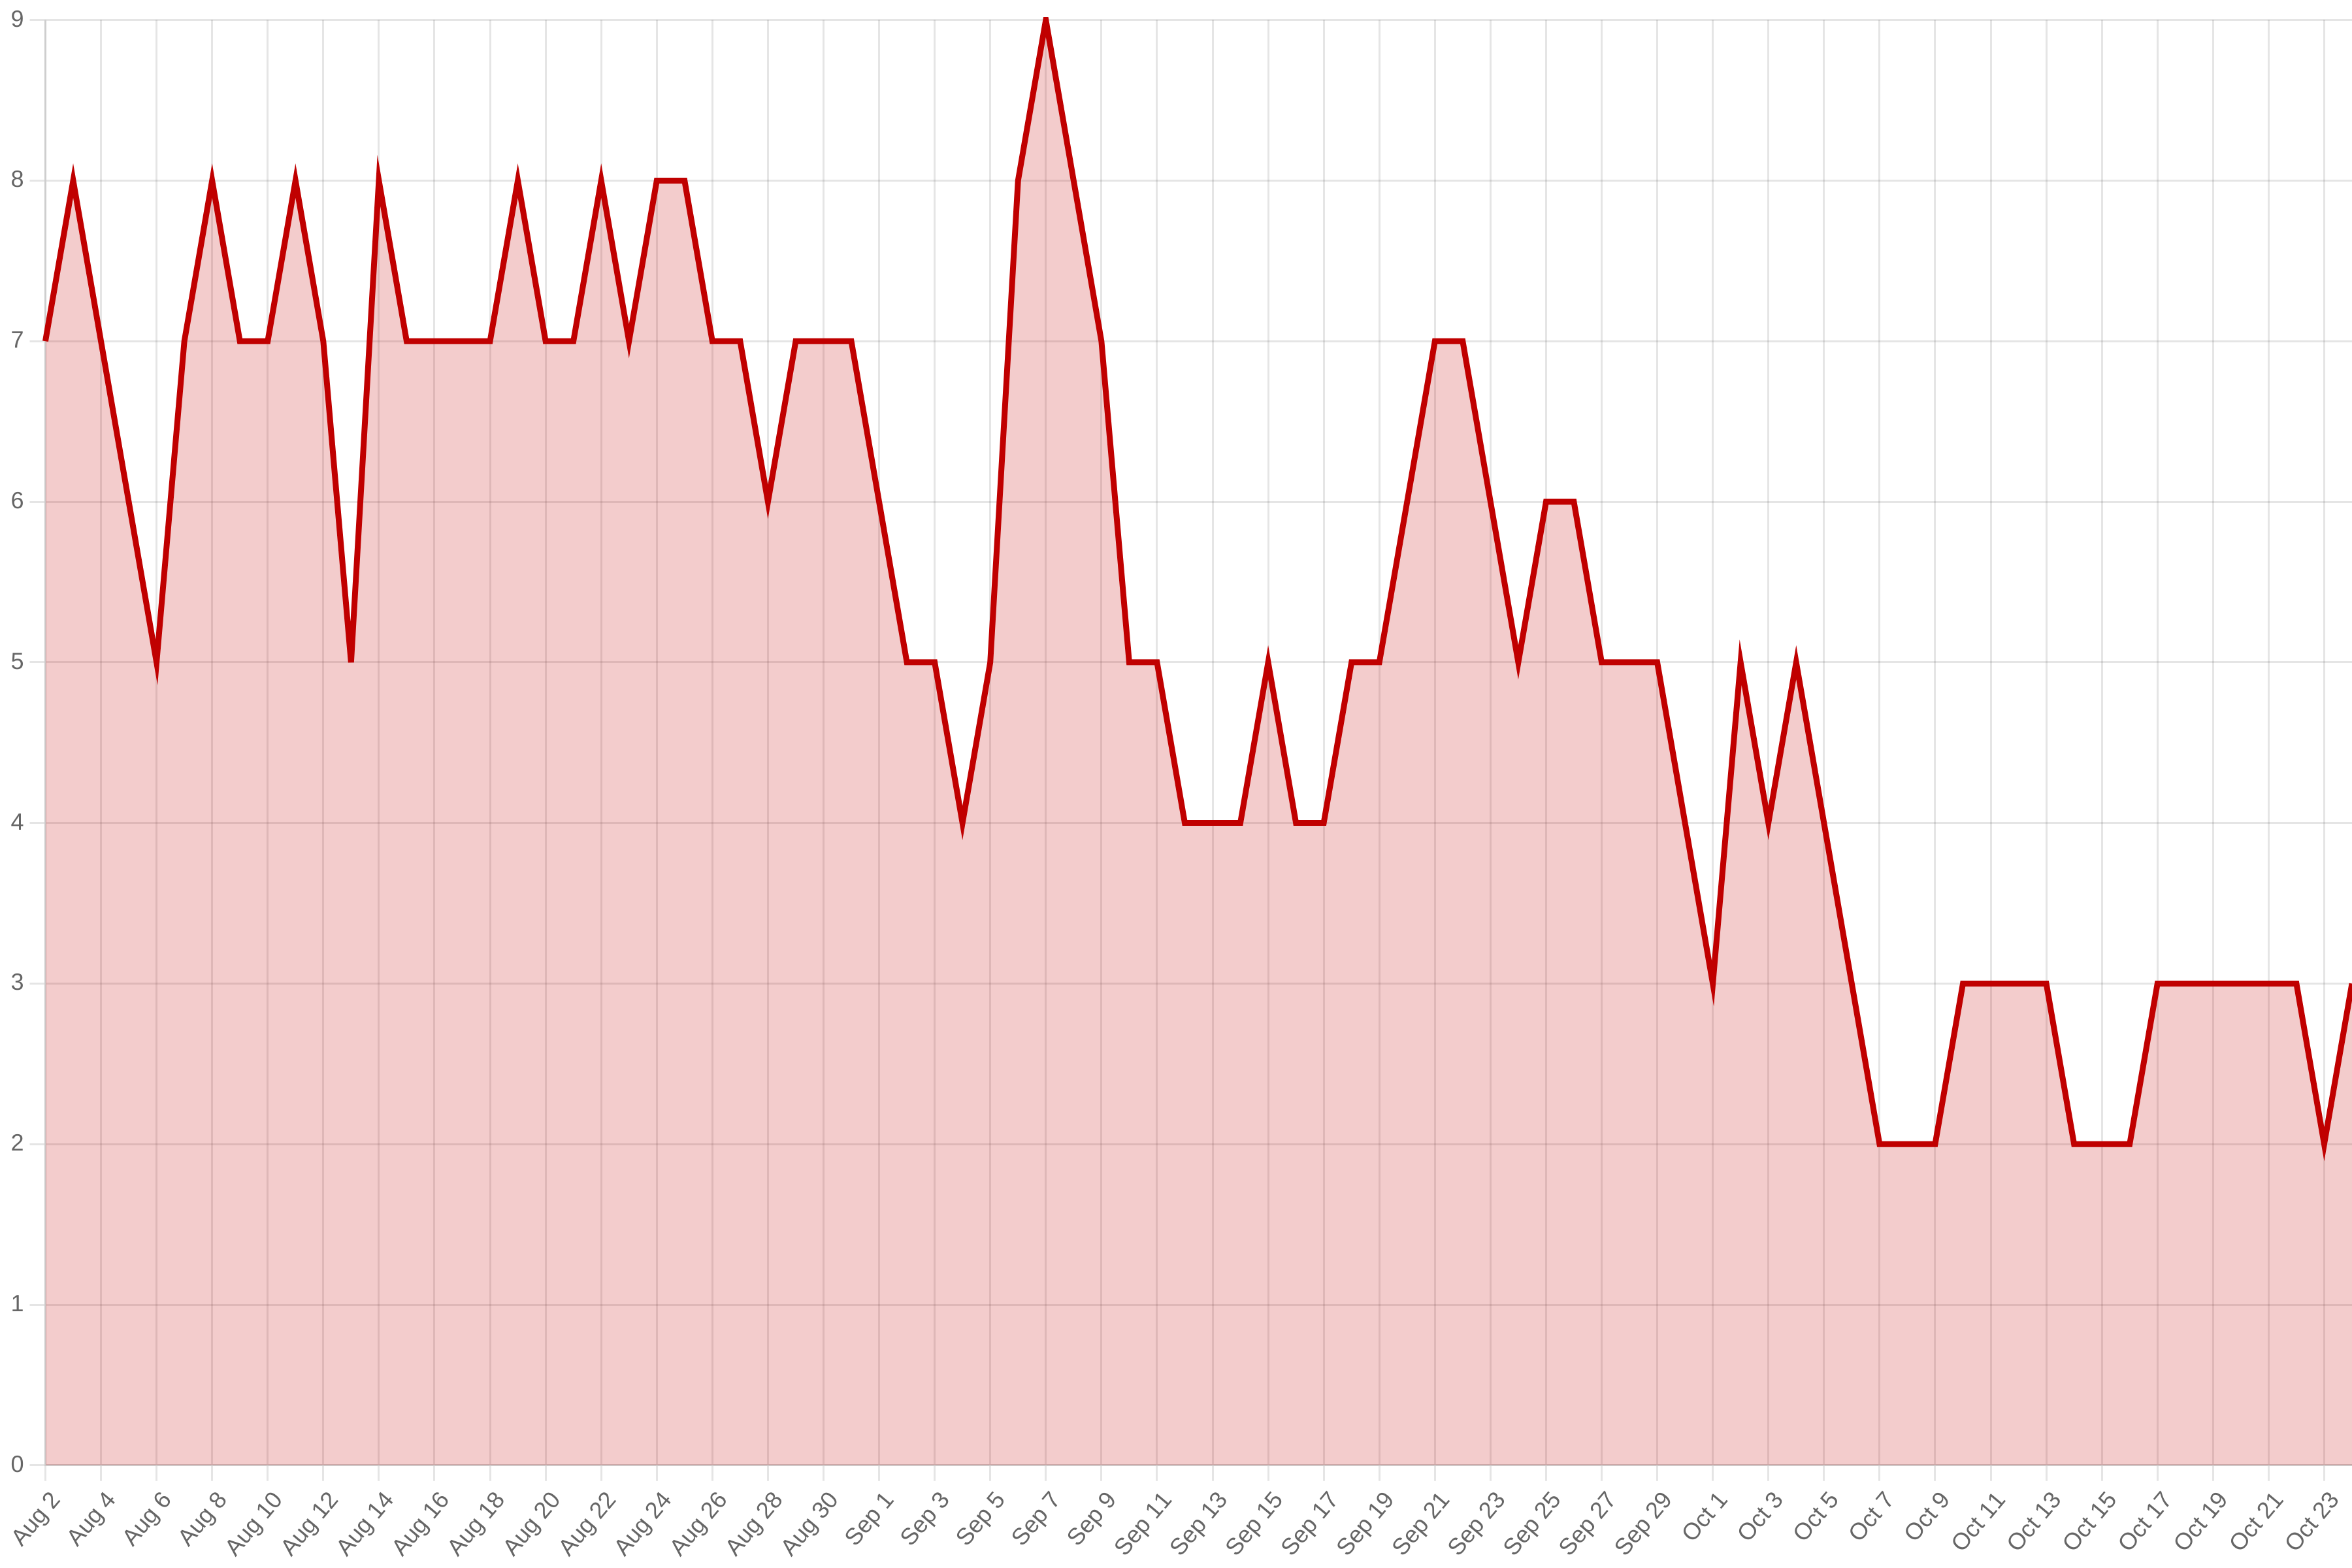 9
8
7
6
5
4
3
2
1
0
Aug 2
Aug 4
Aug 6
Aug 8
Aug 10
Aug 12
Aug 14
Aug 16
Aug 18
Aug 20
Aug 22
Aug 24
Aug 26
Aug 28
Aug 30
Sep 1
Sep 3
Sep 5
Sep 7
Sep 9
Sep 11
Sep 13
Sep 15
Sep 17
Sep 19
Sep 21
Sep 23
Sep 25
Sep 27
Sep 29
Oct 1
Oct 3
Oct 5
Oct 7
Oct 9
Oct 11
Oct 13
Oct 15
Oct 17
Oct 19
Oct 21
Oct 23